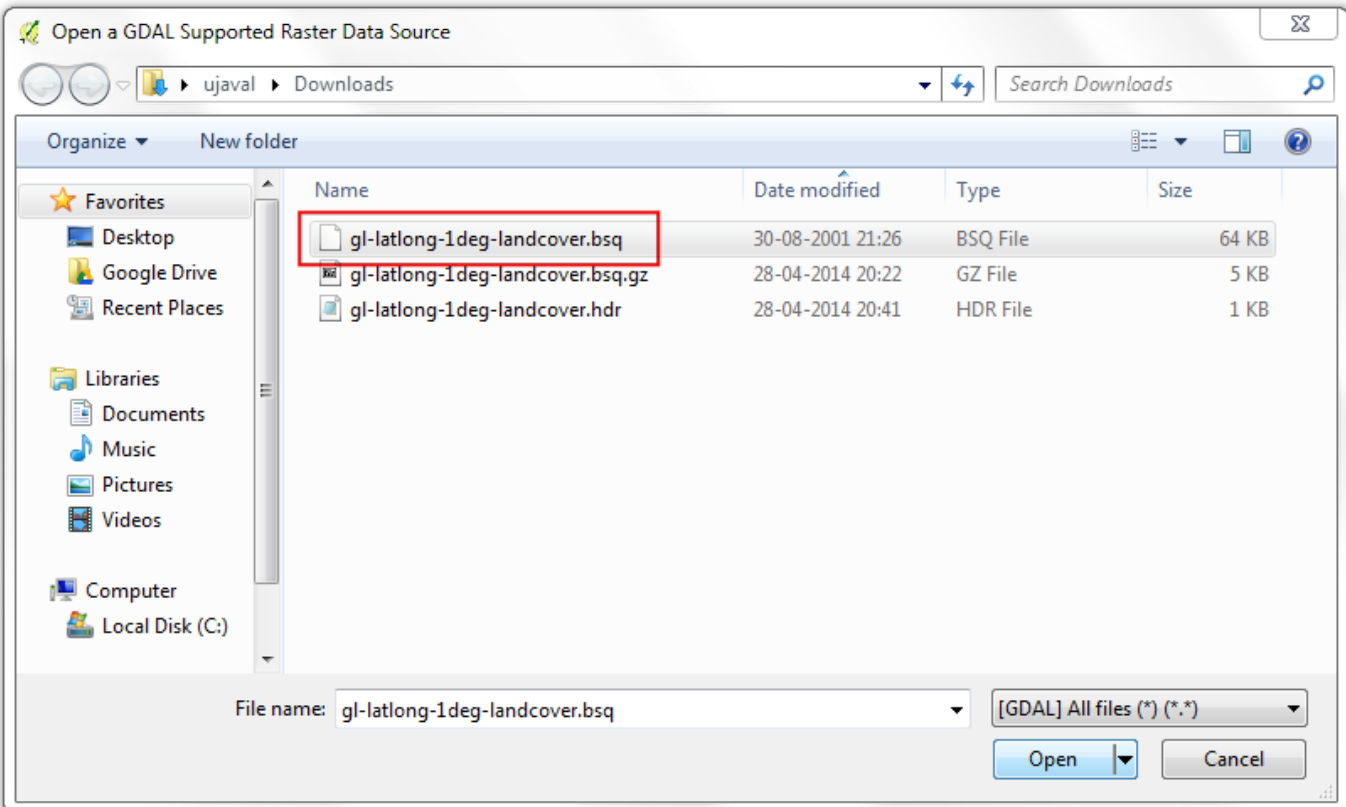 Open a GDAL Supported Raster Data Source
ujaval Downloads Search Downloads
Organize New folder
Name Date modified Type Size
Favorites
Desktop
Google Drive
Recent Places
Libraries
Documents
Music
Pictures
Videos
Computer
Local Disk (C:)
gl-latlong-1deg-landcover.bsq 30-08-2001 21:26 BSQ File 64 KB
gl-latlong-1deg-landcover.bsq.gz 28-04-2014 20:22 GZ File 5 KB
gl-latlong-1deg-landcover.hdr 28-04-2014 20:41 HDR File 1 KB
File name: gl-latlong-1deg-landcover.bsq [GDAL] All files (*) (*.*)
Open Cancel